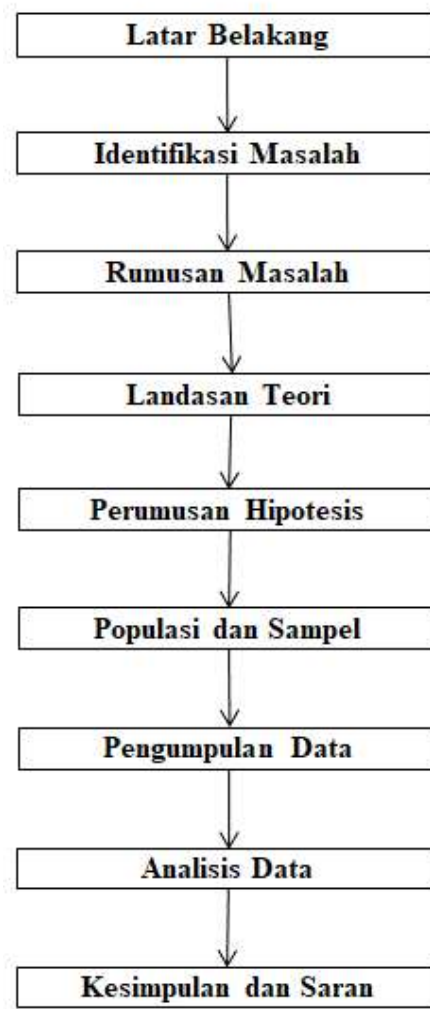 Latar Belakang
Identifikasi Masalah
Rumusan Masalah
Landasan Teori
Perumusan Hipotesis
Populasi dan Sampel
Pengumpulan Data
Analisis Data
Kesimpulan dan Saran